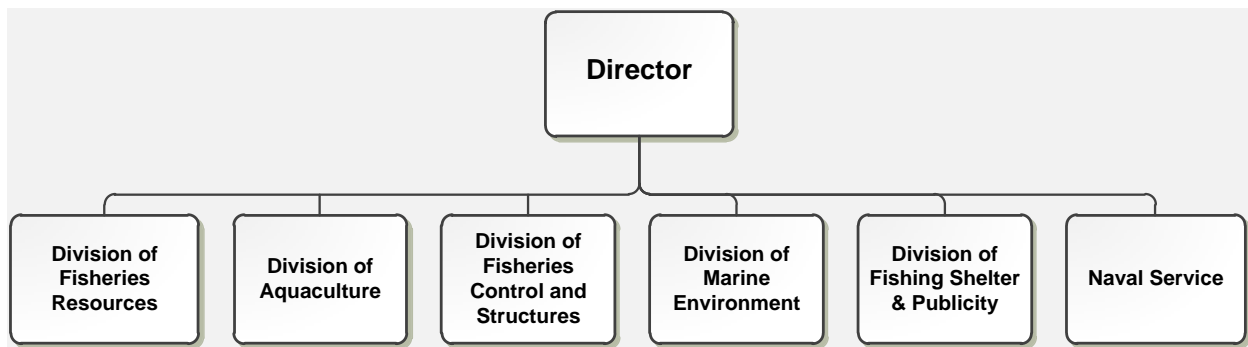 Director
Division of
Fisheries
Resources
Division of
Aquaculture
Division of
Fisheries
Control and
Structures
Division of
Marine
Environment
Division of
Fishing Shelter
& Publicity
Naval Service